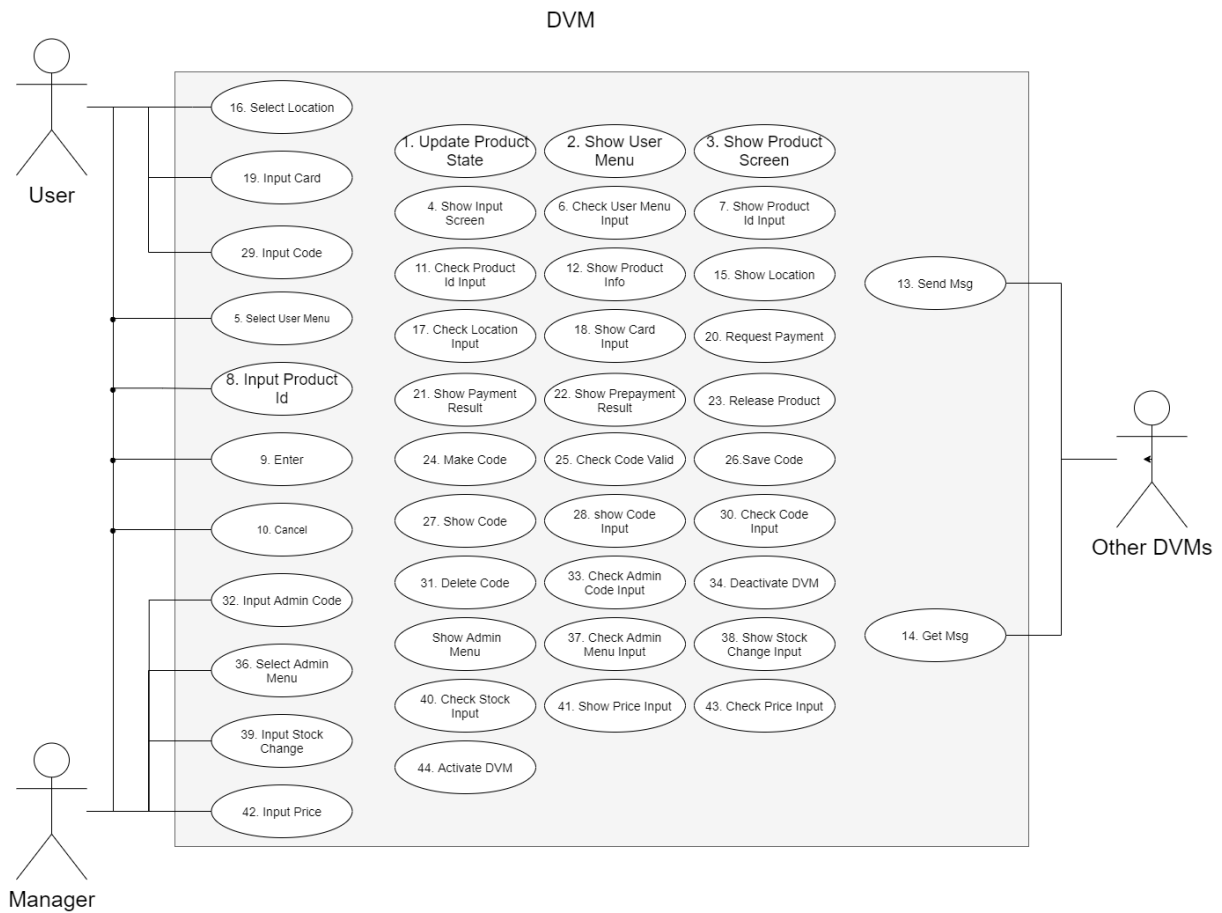 DVM
User
16. Select Location
19. Input Card
29. Input Code
5. Select User Menu
8. Input Product
Id
9. Enter
10. Cancel
32. Input Admin Code
36. Select Admin
Menu
39. Input Stock
Change
42. Input Price
Manager
1. Update Product
State
2. Show User
Menu
3. Show Product
Screen
4. Show Input
Screen
6. Check User Menu
Input
7. Show Product
Id Input
11. Check Product
Id Input
12. Show Product
Info
15. Show Location
17. Check Location
Input
18. Show Card
Input
20. Request Payment
21. Show Payment
Result
22. Show Prepayment
Result
23. Release Product
24. Make Code
25. Check Code Valid
26.Save Code
27. Show Code
28. show Code
Input
30. Check Code
Input
31. Delete Code
33. Check Admin
Code Input
34. Deactivate DVM
Show Admin
Menu
37. Check Admin
Menu Input
38. Show Stock
Change Input
40. Check Stock
Input
41. Show Price Input
43. Check Price Input
44. Activate DVM
13. Send Msg
14. Get Msg
Other DVMs